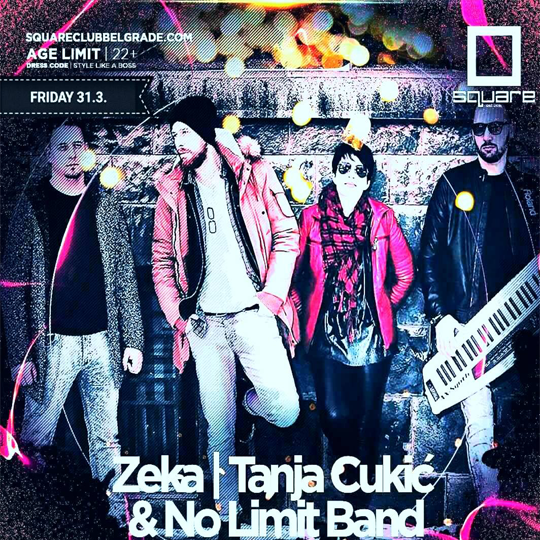 SQUARECLUBBELGRADE.COM
AGE LIMIT | 22+
DRESS CODE | STYLE LIKE A BOSS
FRIDAY 31.3.
square
Roland
Zeka | Tanja Cukić
& No Limit Band